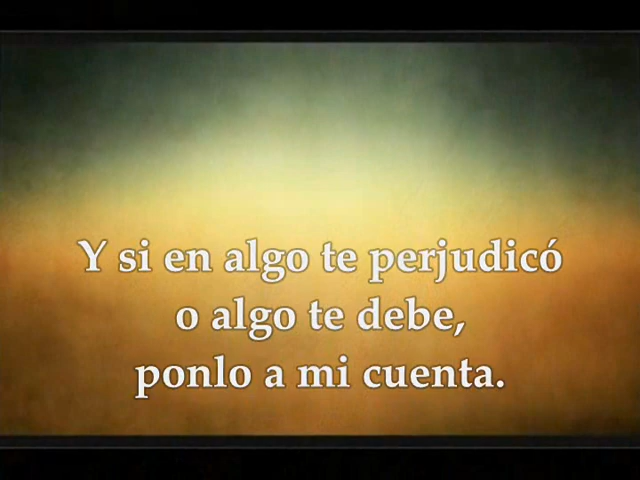 Y si en algo te perjudicó
o algo te debe,
ponlo a mi cuenta.